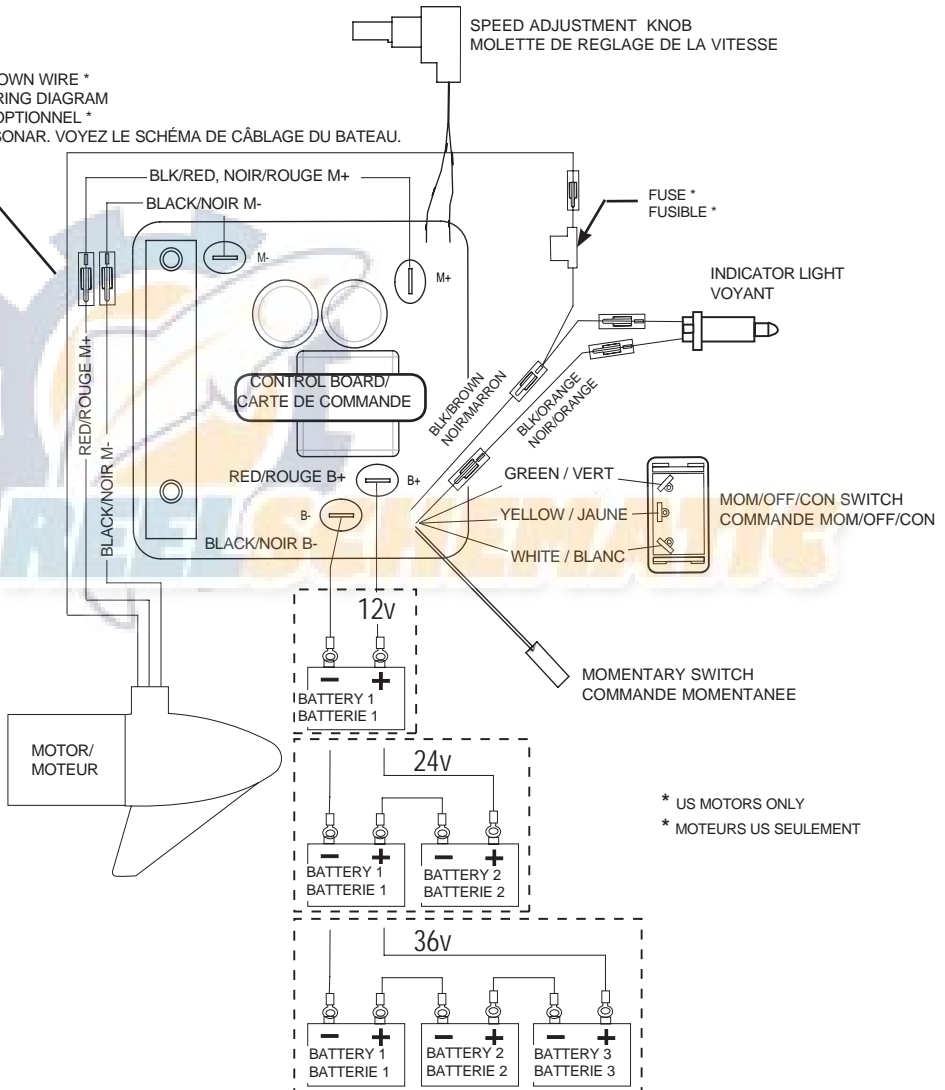 SPEED ADJUSTMENT KNOB
MOLETTE DE REGLAGE DE LA VITESSE
OWN WIRE *
RING DIAGRAM
OPTIONNEL *
SONAR. VOYEZ LE SCHÉMA DE CÂBLAGE DU BATEAU.
BLK/RED, NOIR/ROUGE M+
BLACK/NOIR M-
FUSE *
FUSIBLE *
M-
M+
INDICATOR LIGHT
VOYANT
RED/ROUGE M+
BLACK/NOIR M-
CONTROL BOARD/
CARTE DE COMMANDE
BLK/BROWN
NOIR/MARRON
BLK/ORANGE
NOIR/ORANGE
RED/ROUGE B+
B+
B-
BLACK/NOIR B-
GREEN / VERT
YELLOW / JAUNE
WHITE / BLANC
MOM/OFF/CON SWITCH
COMMANDE MOM/OFF/CON
REELSCHEMATIC
MOMENTARY SWITCH
COMMANDE MOMENTANEE
12v
– +
BATTERY 1
BATTERIE 1
MOTOR/
MOTEUR
24v
– + – +
BATTERY 1
BATTERIE 1
BATTERY 2
BATTERIE 2
* US MOTORS ONLY
* MOTEURS US SEULEMENT
36v
– + – + – +
BATTERY 1
BATTERIE 1
BATTERY 2
BATTERIE 2
BATTERY 3
BATTERIE 3